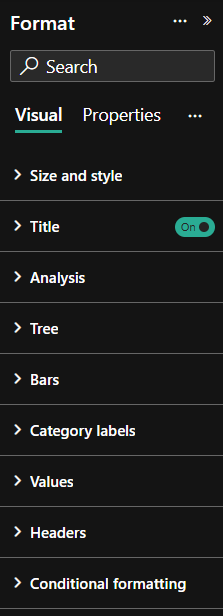 Format
Search
Visual Properties
Size and style
Title On
Analysis
Tree
Bars
Category labels
Values
Headers
Conditional formatting